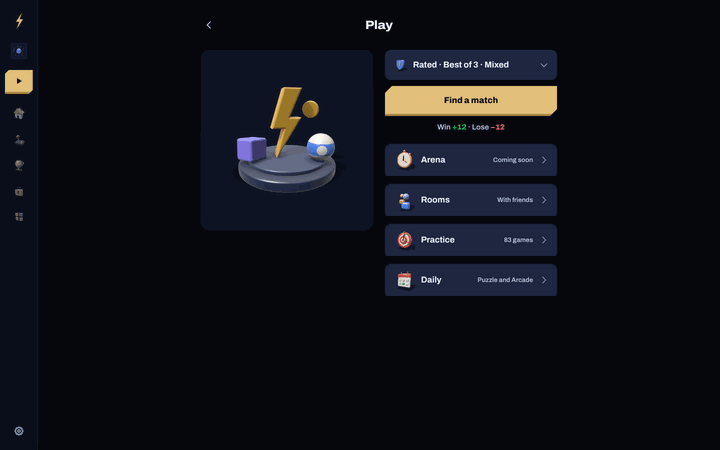 Play
Rated · Best of 3 · Mixed
Find a match
Win +12 · Lose −12
Arena
Coming soon
Rooms
With friends
Practice
83 games
Daily
Puzzle and Arcade